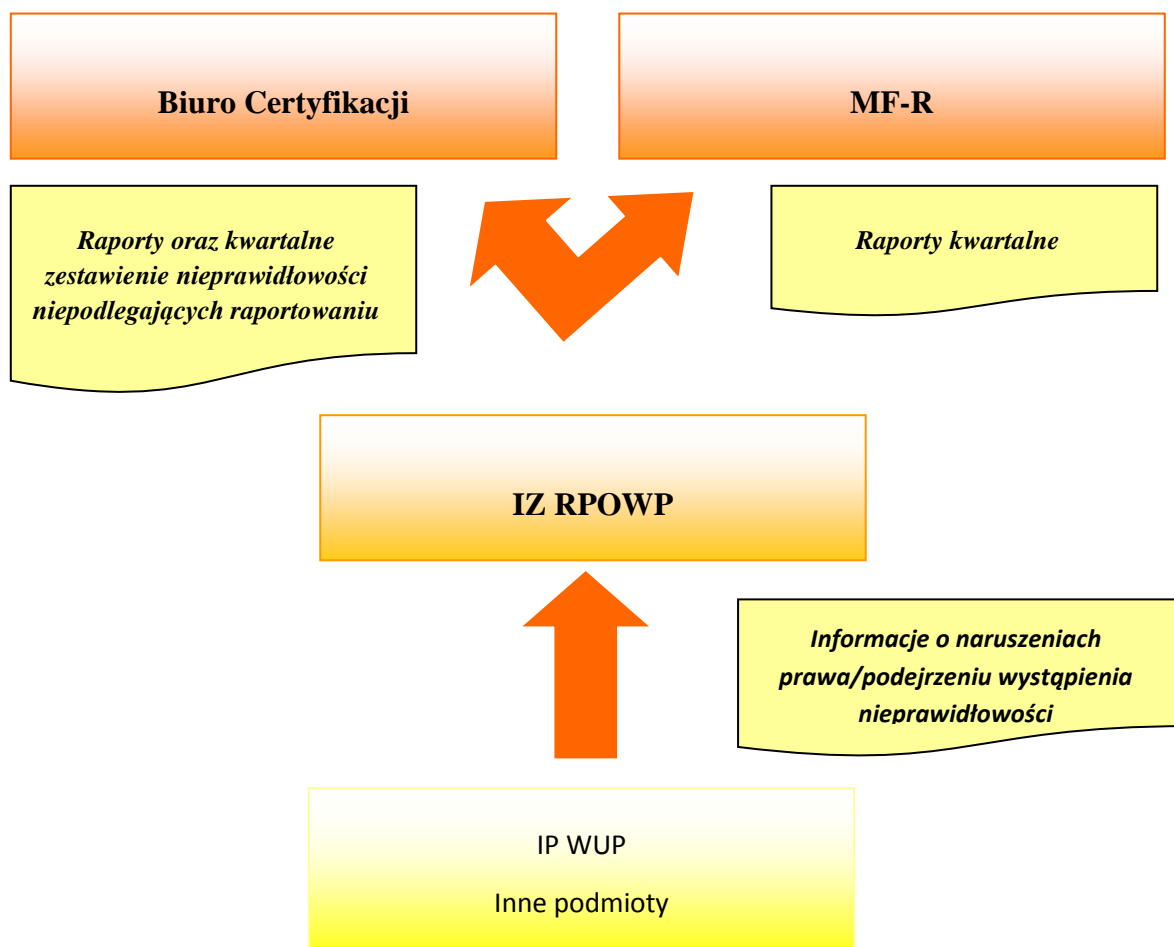 Biuro Certyfikacji
MF-R
Raporty oraz kwartalne
zestawienie nieprawidłowości
niepodlegających raportowaniu
Raporty kwartalne
IZ RPOWP
Informacje o naruszeniach
prawa/podejrzeniu wystąpienia
nieprawidłowości
IP WUP
Inne podmioty